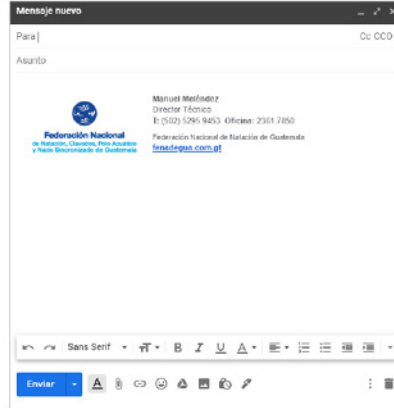 Mensaje nuevo
Para
Cc CCO
Asunto
Manuel Meléndez
Director Técnico
T: (502) 5295 9453 Oficina: 2361.7850
Federación Nacional de Natación de Guatemala
fenadegua.com.gt
Federación Nacional
de Natación, Clavados, Polo Acuático
y Nado Sincronizado de Guatemala
Sans Serif
B I U A
Enviar
A